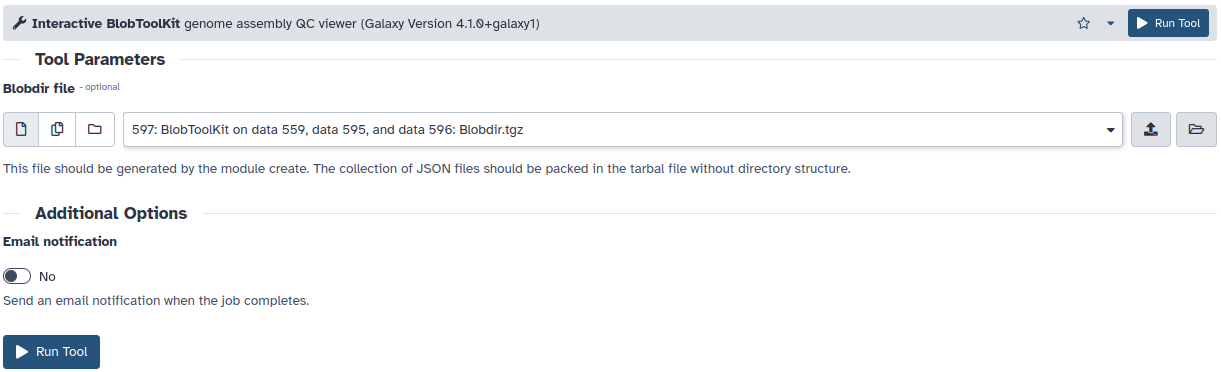 Interactive BlobToolKit genome assembly QC viewer (Galaxy Version 4.1.0+galaxy1) Run Tool
Tool Parameters
Blobdir file - optional
597: BlobToolKit on data 559, data 595, and data 596: Blobdir.tgz
This file should be generated by the module create. The collection of JSON files should be packed in the tarbal file without directory structure.
Additional Options
Email notification
No
Send an email notification when the job completes.
Run Tool